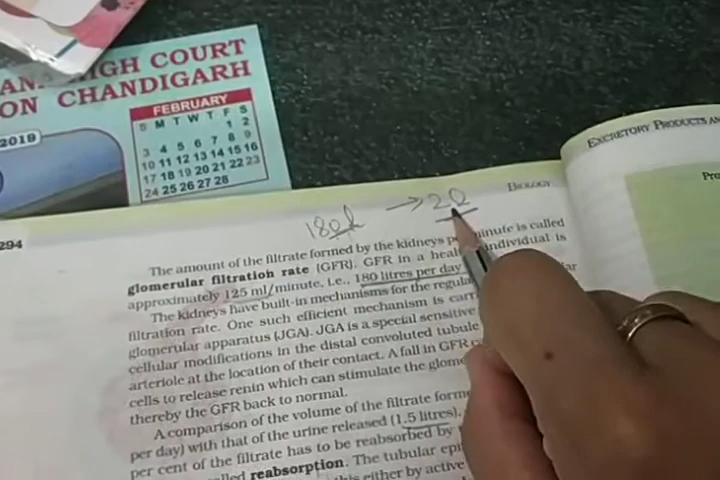 HIGH COURT
ON CHANDIGARH
2019
FEBRUARY
S M T W T F S
1 2
3 4 5 6 7 8 9
10 11 12 13 14 15 16
17 18 19 20 21 22 23
24 25 26 27 28
EXCRETORY PRODUCTS
294
BIOLOGY
The amount of the filtrate formed by the kidneys per minute is called
glomerular filtration rate (GFR). GFR in a healthy individual is
approximately 125 ml/minute, i.e., 180 litres per day
The kidneys have built-in mechanisms for the
filtration rate. One such efficient mechanism is
glomerular apparatus (JGA). JGA is a special sensitive
cellular modifications in the distal convoluted tubule
arteriole at the location of their contact. A fall in GFR
cells to release renin which can stimulate the
thereby the GFR back to normal.
A comparison of the volume of the filtrate
per day) with that of the urine released (1.5 litres),
per cent of the filtrate has to be reabsorbed by
reabsorption. The tubular
this either by active